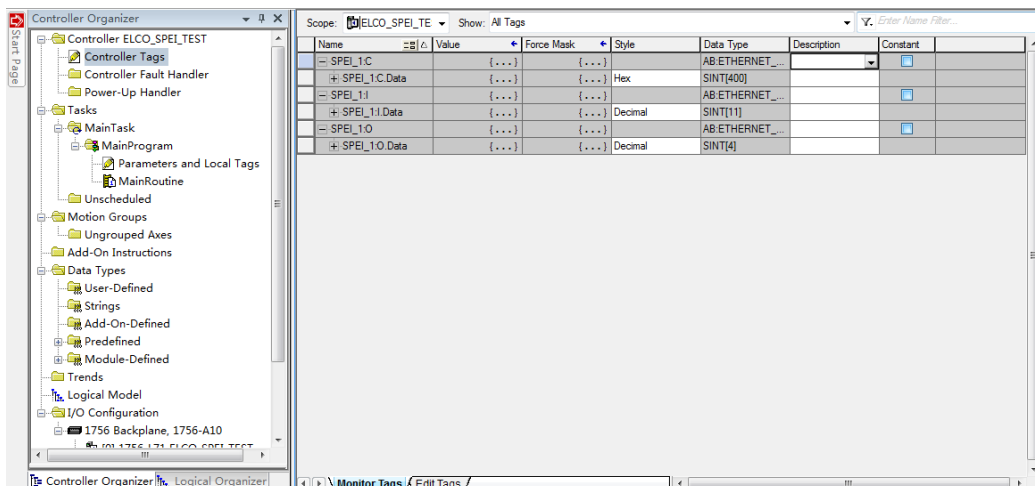 Start Page
Controller Organizer
Controller ELCO_SPEI_TEST
Controller Tags
Controller Fault Handler
Power-Up Handler
Tasks
MainTask
MainProgram
Parameters and Local Tags
MainRoutine
Unscheduled
Motion Groups
Ungrouped Axes
Add-On Instructions
Data Types
User-Defined
Strings
Add-On-Defined
Predefined
Module-Defined
Trends
Logical Model
I/O Configuration
1756 Backplane, 1756-A10
[0] 1756-L71 ELCO_SPEI_TEST
Controller Organizer Logical Organizer
Scope: ELCO_SPEI_TE Show: All Tags Enter Name Filter...
Name Value Force Mask Style Data Type Description Constant
SPEI_1:C {...} {...} AB:ETHERNET_...
SPEI_1:C.Data {...} {...} Hex SINT[400]
SPEI_1:I {...} {...} AB:ETHERNET_...
SPEI_1:I.Data {...} {...} Decimal SINT[11]
SPEI_1:O {...} {...} AB:ETHERNET_...
SPEI_1:O.Data {...} {...} Decimal SINT[4]
Monitor Tags Edit Tags